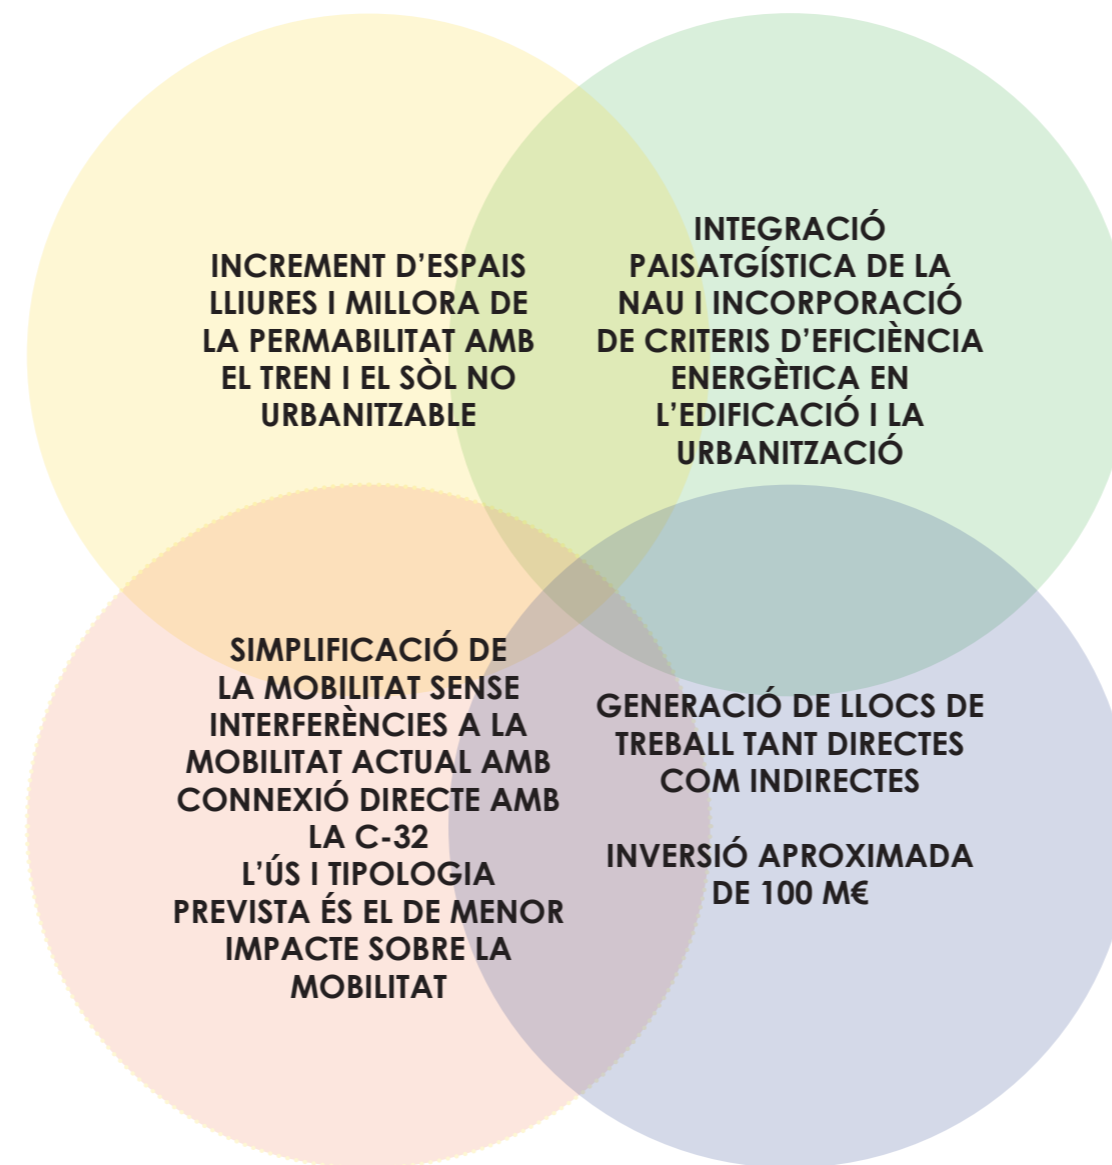 INCREMENT D’ESPAIS
LLIURES I MILLORA DE
LA PERMABILITAT AMB
EL TREN I EL SÒL NO
URBANITZABLE
INTEGRACIÓ
PAISATGÍSTICA DE LA
NAU I INCORPORACIÓ
DE CRITERIS D’EFICIÈNCIA
ENERGÈTICA EN
L’EDIFICACIÓ I LA
URBANITZACIÓ
SIMPLIFICACIÓ DE
LA MOBILITAT SENSE
INTERFERÈNCIES A LA
MOBILITAT ACTUAL AMB
CONNEXIÓ DIRECTE AMB
LA C-32
L’ÚS I TIPOLOGIA
PREVISTA ÉS EL DE MENOR
IMPACTE SOBRE LA
MOBILITAT
GENERACIÓ DE LLOCS DE
TREBALL TANT DIRECTES
COM INDIRECTES
INVERSIÓ APROXIMADA
DE 100 M€